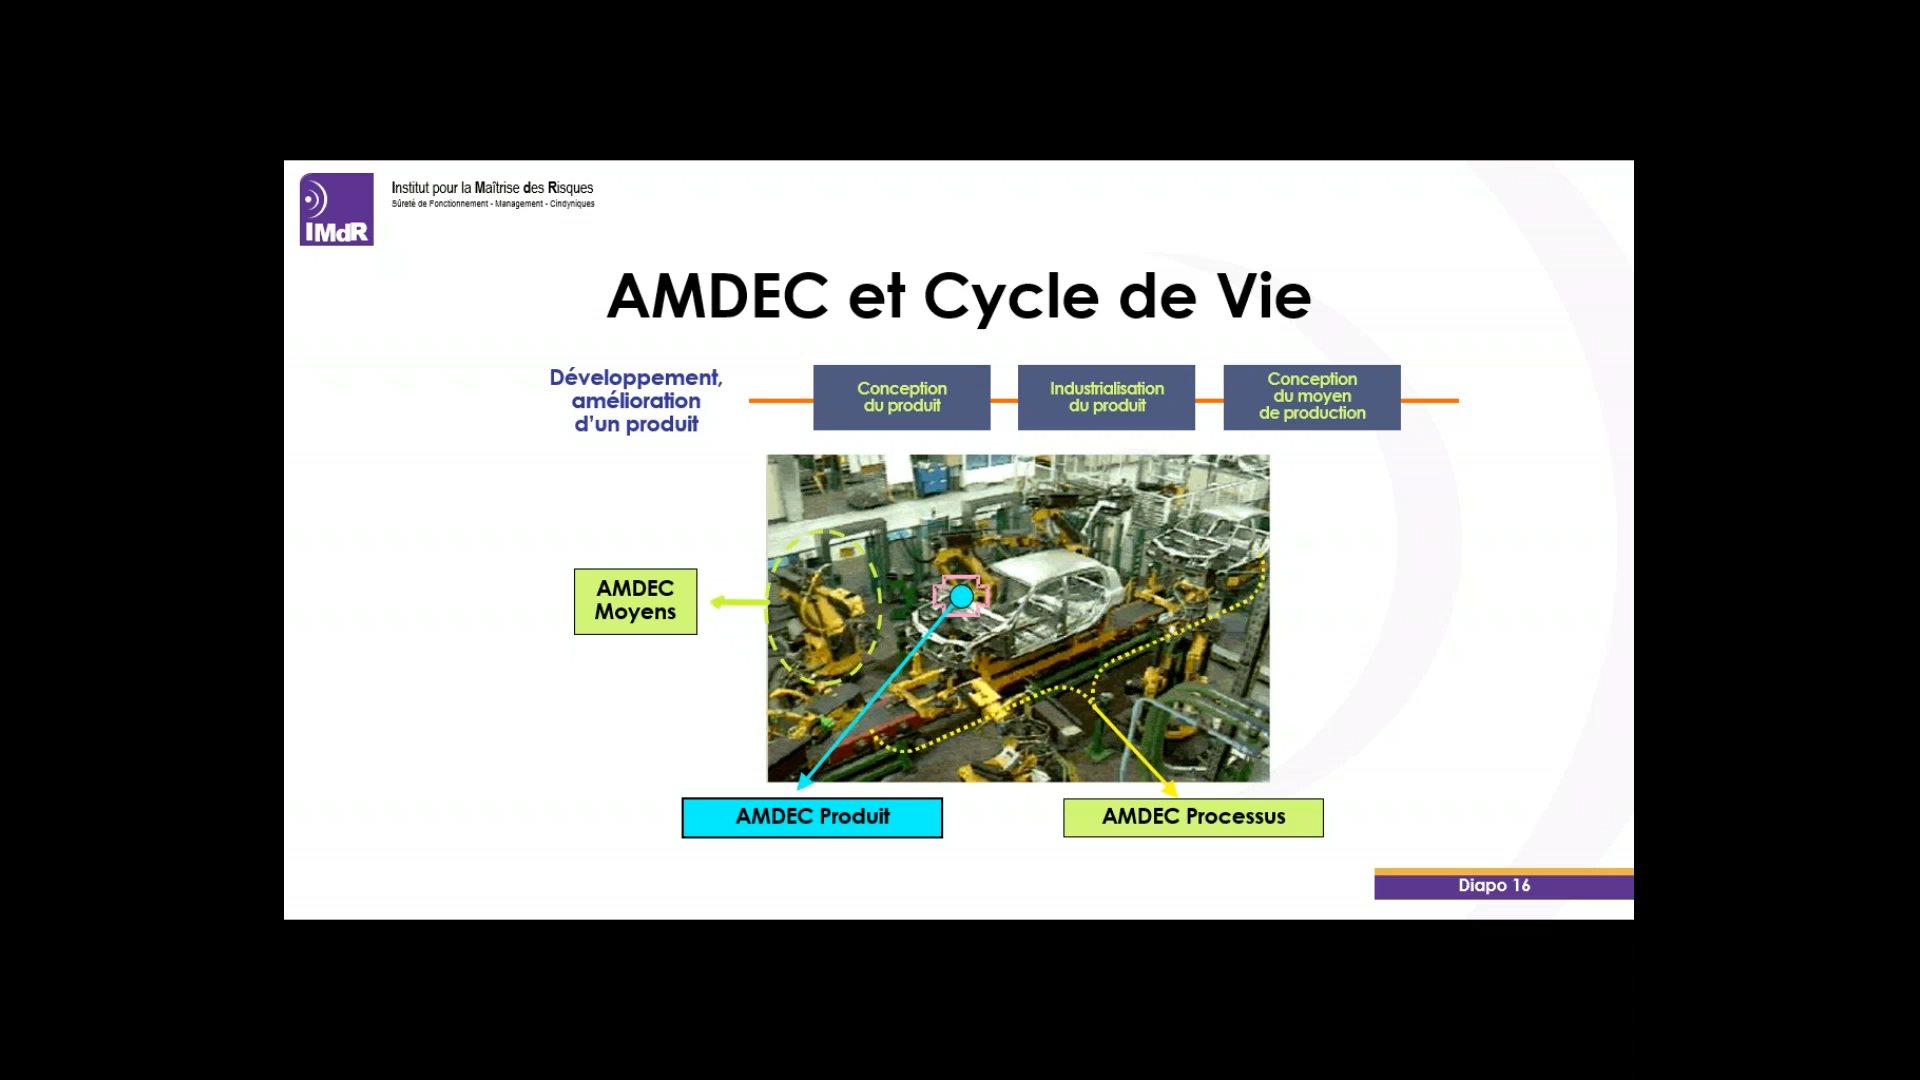 IMdR
Institut pour la Maîtrise des Risques
Sûreté de Fonctionnement - Management - Cindyniques
AMDEC et Cycle de Vie
Développement,
amélioration
d’un produit
Conception
du produit
Industrialisation
du produit
Conception
du moyen
de production
AMDEC
Moyens
AMDEC Produit
AMDEC Processus
Diapo 16